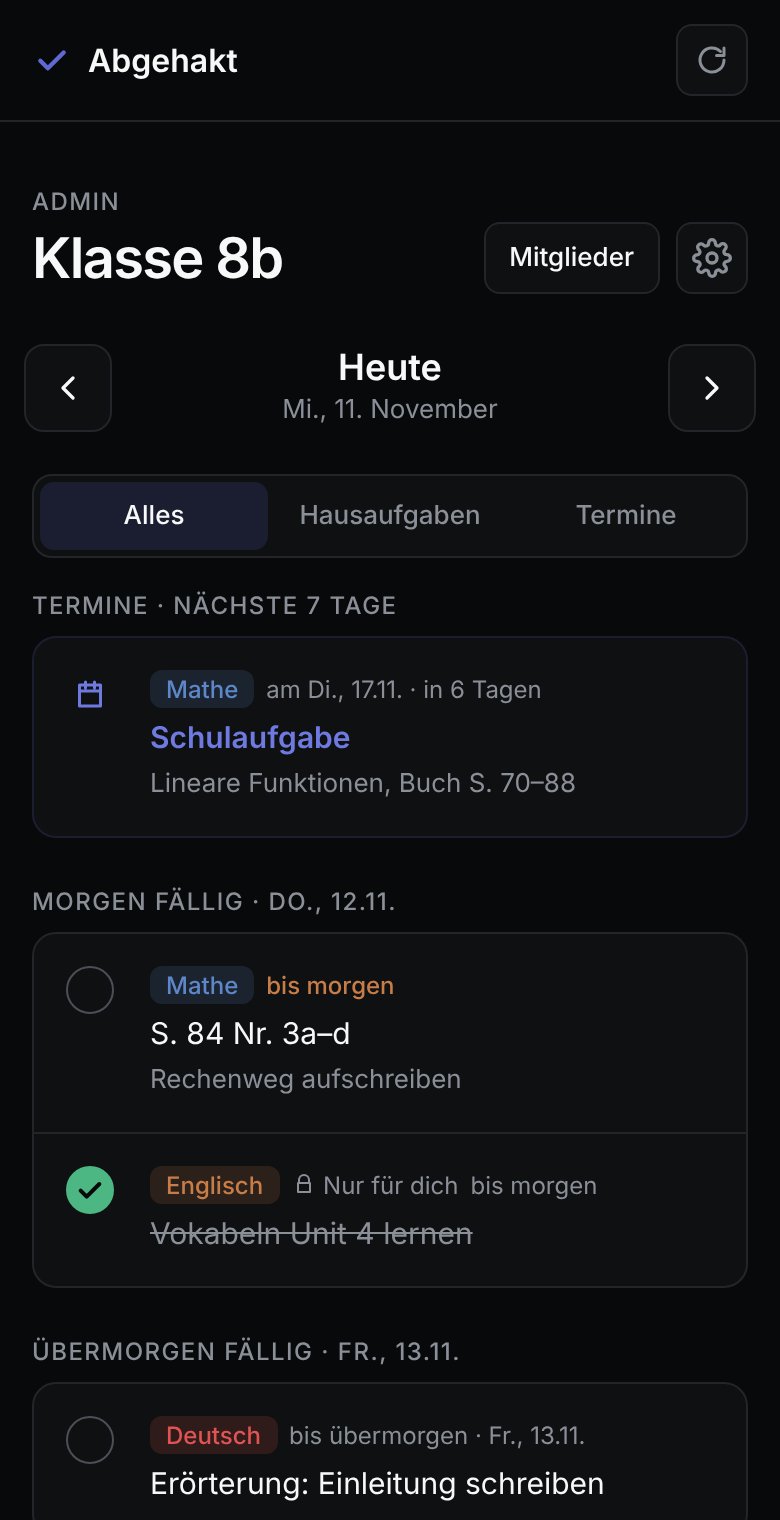 Abgehakt
ADMIN
Klasse 8b
Mitglieder
Heute
Mi., 11. November
Alles
Hausaufgaben
Termine
TERMINE · NÄCHSTE 7 TAGE
Mathe am Di., 17.11. · in 6 Tagen
Schulaufgabe
Lineare Funktionen, Buch S. 70–88
MORGEN FÄLLIG · DO., 12.11.
Mathe bis morgen
S. 84 Nr. 3a–d
Rechenweg aufschreiben
Englisch Nur für dich bis morgen
Vokabeln Unit 4 lernen
ÜBERMORGEN FÄLLIG · FR., 13.11.
Deutsch bis übermorgen · Fr., 13.11.
Erörterung: Einleitung schreiben